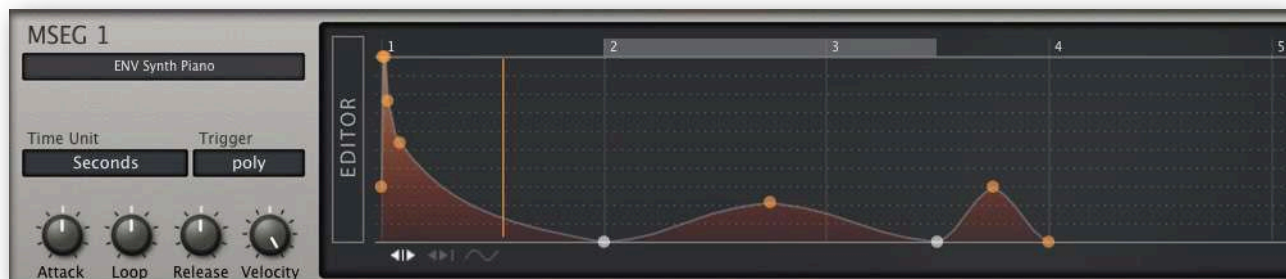 MSEG 1
ENV Synth Piano
Time Unit Trigger
Seconds poly
Attack Loop Release Velocity
EDITOR
1 2 3 4 5